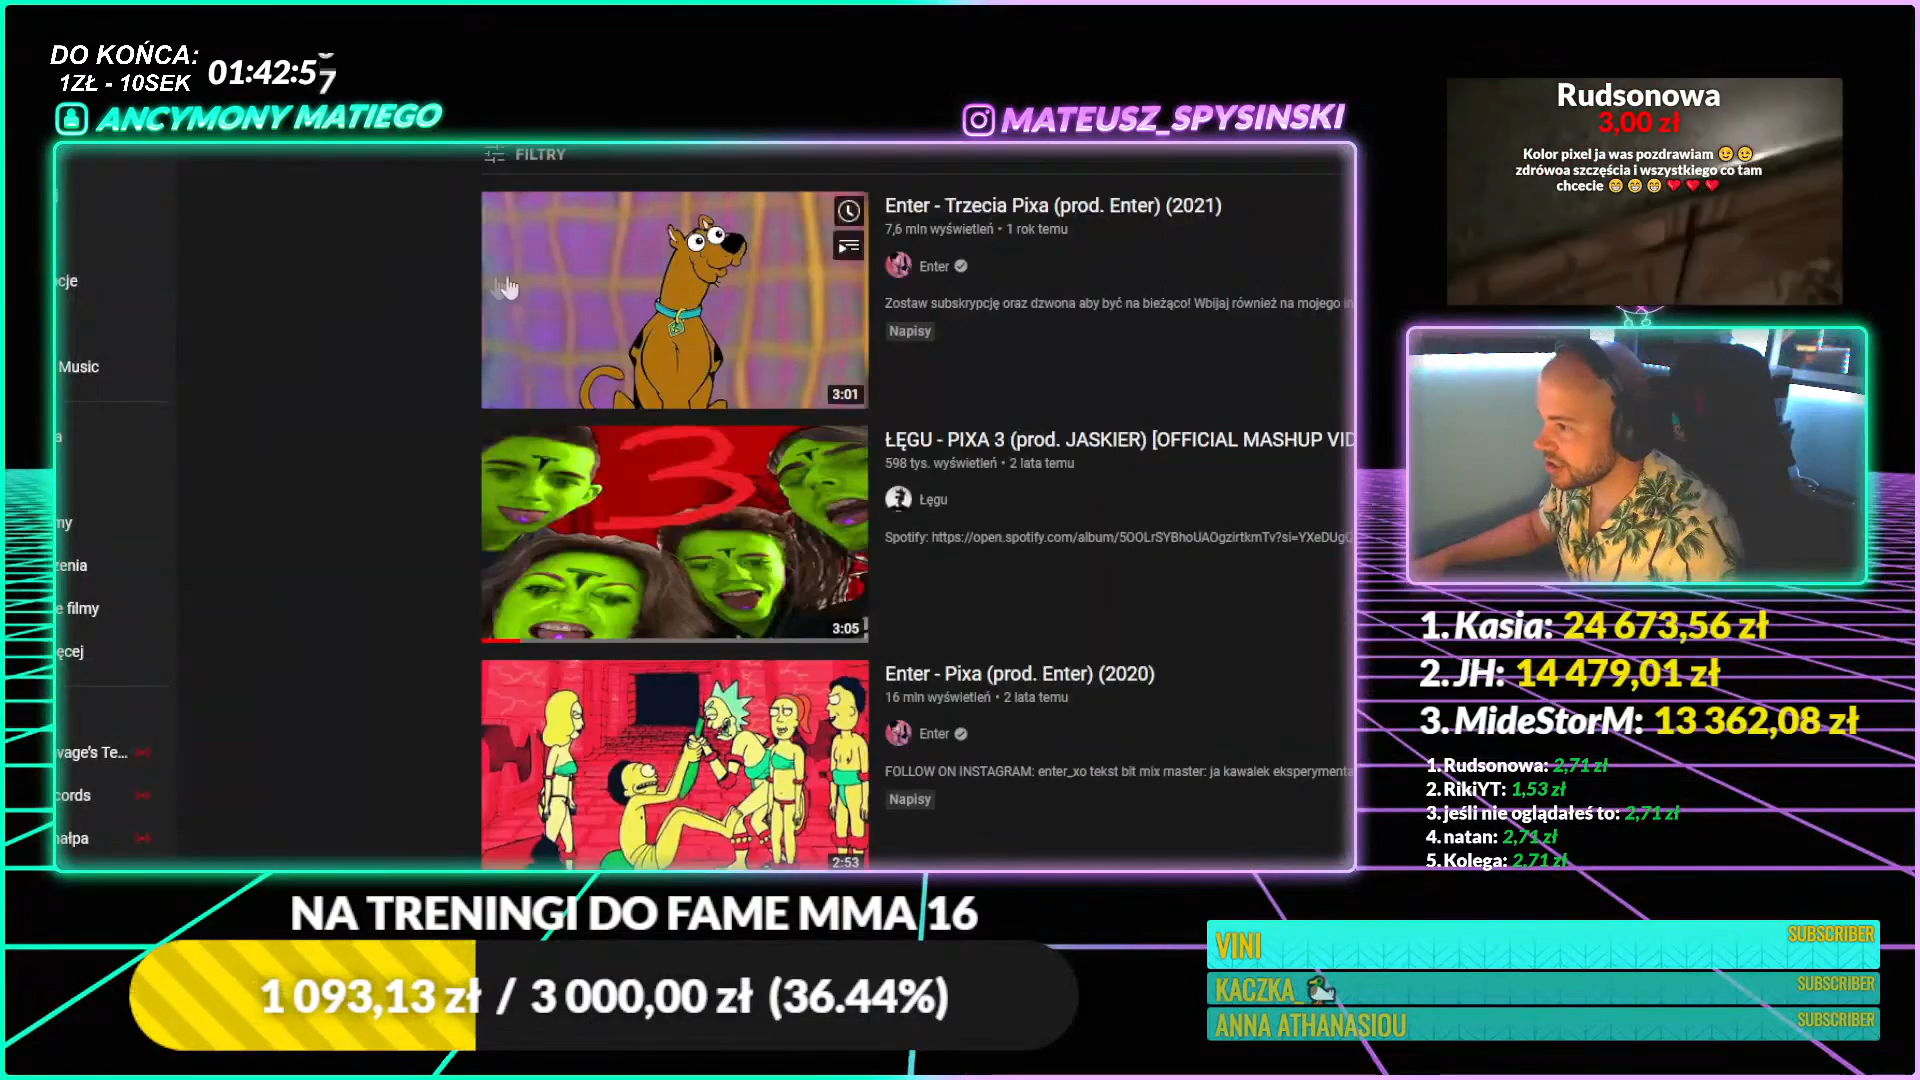 DO KOŃCA:
1ZŁ - 10SEK
01:42:57
ANCYMONY MATIEGO
MATEUSZ_SPYSINSKI
FILTRY
cje
Music
a
my
zenia
e filmy
ęcej
vage's Te...
cords
nałpa
Enter - Trzecia Pixa (prod. Enter) (2021)
7,6 mln wyświetleń • 1 rok temu
Enter
Zostaw subskrypcję oraz dzwona aby być na bieżąco! Wbijaj również na mojego in
Napisy
3:01
3
ŁĘGU - PIXA 3 (prod. JASKIER) [OFFICIAL MASHUP VID
598 tys. wyświetleń • 2 lata temu
Łęgu
Spotify: https://open.spotify.com/album/5OOLrSYBhoUAOgzirtkmTv?si=YXeDUg
3:05
Enter - Pixa (prod. Enter) (2020)
16 mln wyświetleń • 2 lata temu
Enter
FOLLOW ON INSTAGRAM: enter_xo tekst bit mix master: ja kawalek eksperymenta
Napisy
2:53
Rudsonowa
3,00 zł
Kolor pixel ja was pozdrawiam 😉 😉
zdrówoa szczęścia i wszystkiego co tam
chcecie 😁 😁 😁 ❤️ ❤️ ❤️
1. Kasia: 24 673,56 zł
2. JH: 14 479,01 zł
3. MideStorM: 13 362,08 zł
1. Rudsonowa: 2,71 zł
2. RikiYT: 1,53 zł
3. jeśli nie oglądałeś to: 2,71 zł
4. natan: 2,71 zł
5. Kolega: 2,71 zł
NA TRENINGI DO FAME MMA 16
1 093,13 zł / 3 000,00 zł (36.44%)
VINI SUBSCRIBER
KACZKA_🦆 SUBSCRIBER
ANNA ATHANASIOU SUBSCRIBER